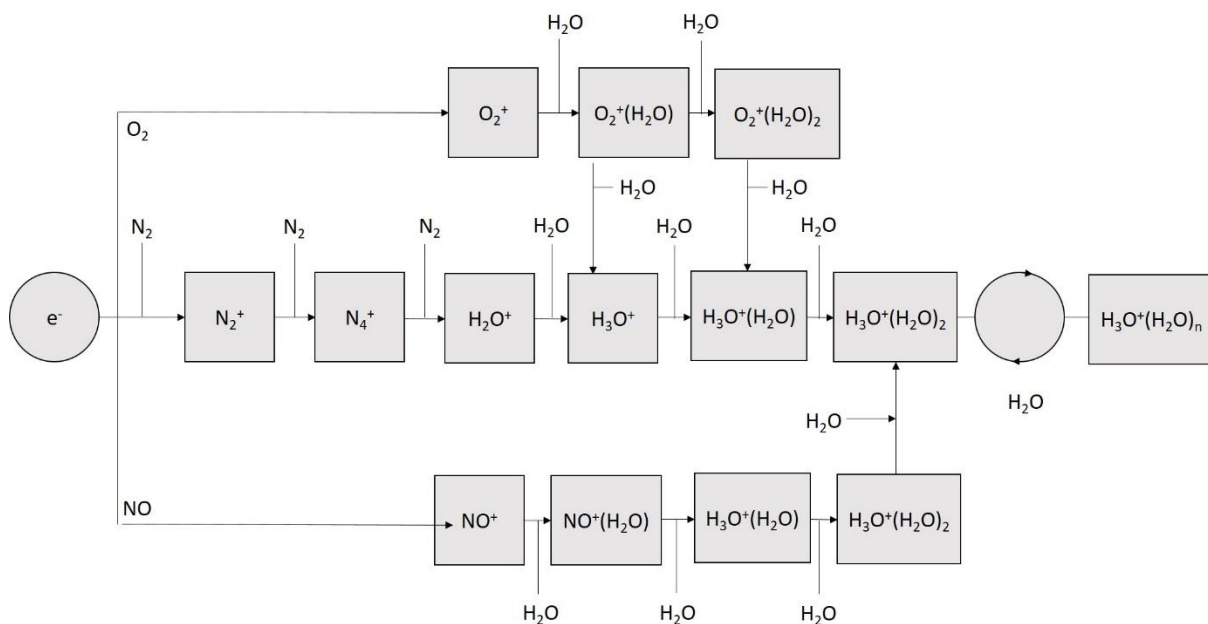 H₂O
H₂O
O₂
O₂⁺
O₂⁺(H₂O)
O₂⁺(H₂O)₂
H₂O
H₂O
N₂
N₂
N₂
H₂O
H₂O
H₂O
e⁻
N₂⁺
N₄⁺
H₂O⁺
H₃O⁺
H₃O⁺(H₂O)
H₃O⁺(H₂O)₂
H₃O⁺(H₂O)ₙ
H₂O
H₂O
NO
NO⁺
NO⁺(H₂O)
H₃O⁺(H₂O)
H₃O⁺(H₂O)₂
H₂O
H₂O
H₂O